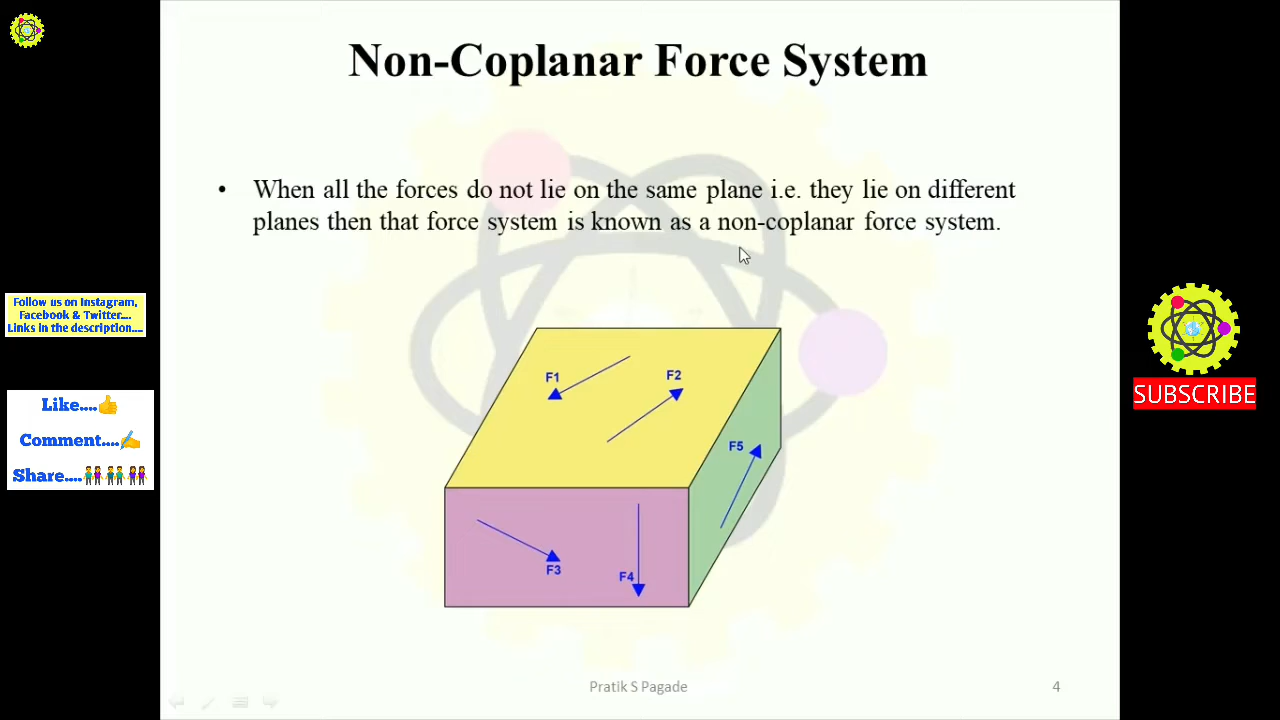 Non-Coplanar Force System
• When all the forces do not lie on the same plane i.e. they lie on different
planes then that force system is known as a non-coplanar force system.
Follow us on Instagram,
Facebook & Twitter....
Links in the description....
Like....👍
Comment....✍
Share....
SUBSCRIBE
F1
F2
F5
F3
F4
Pratik S Pagade
4